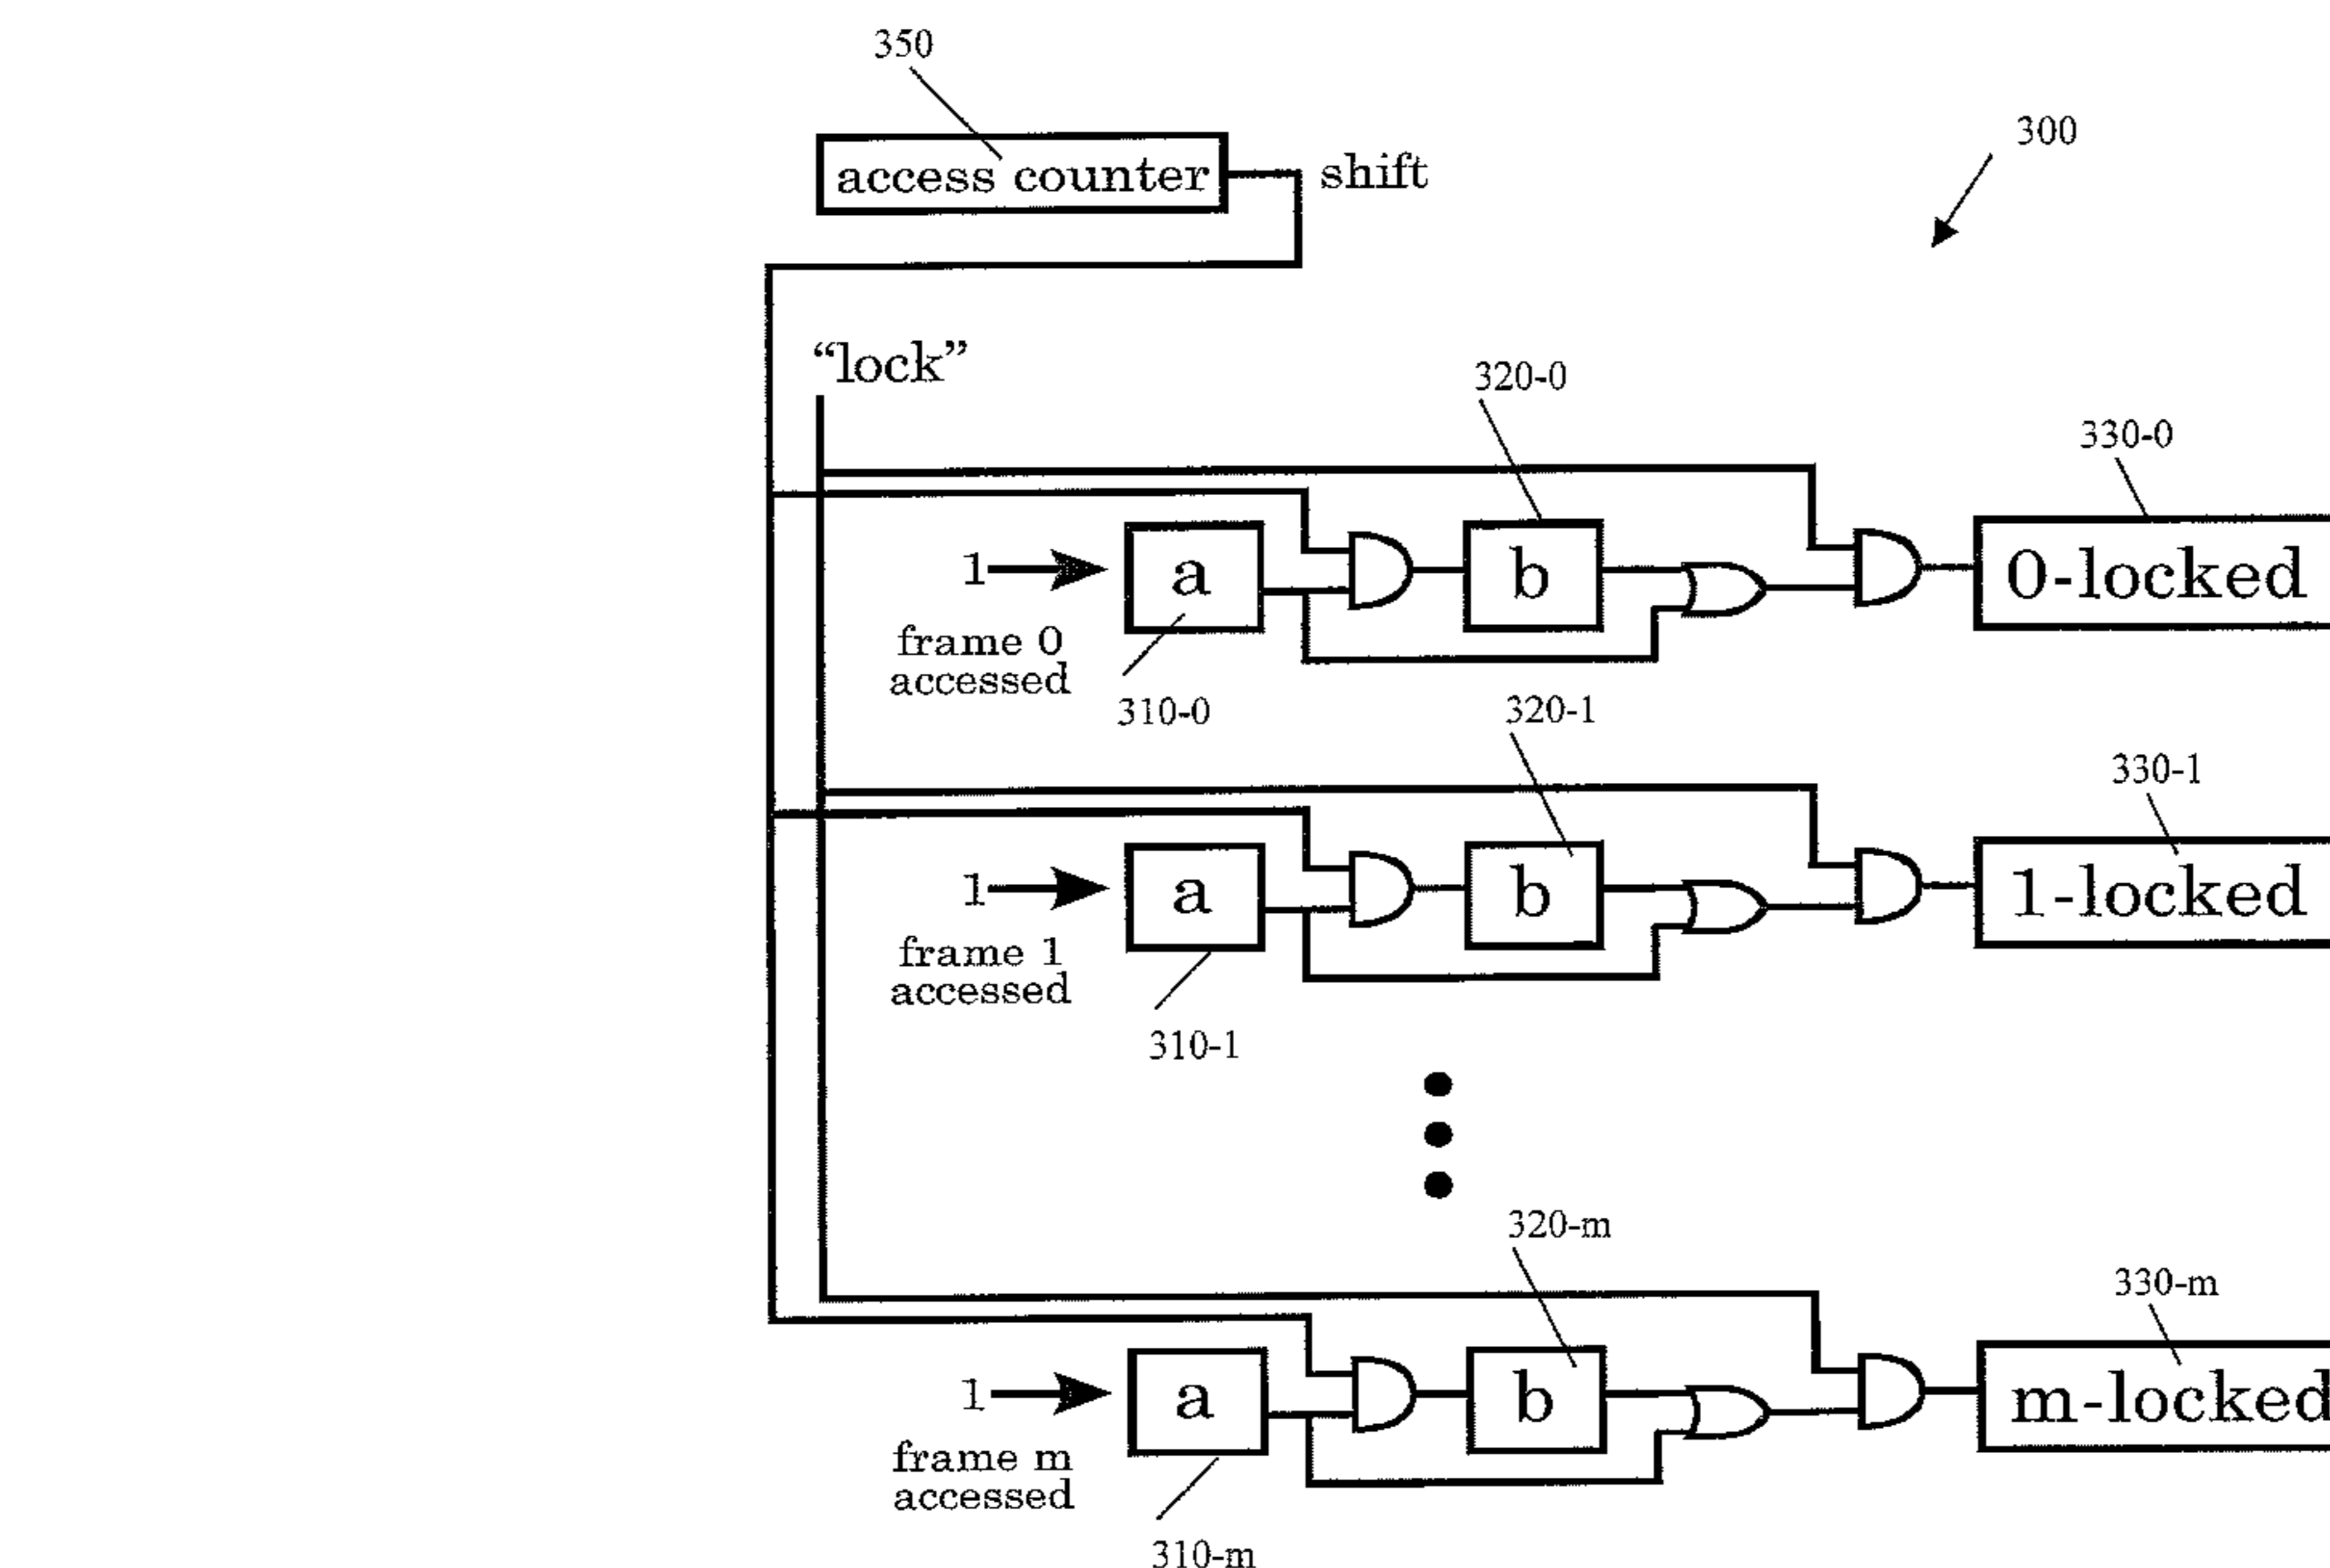 350
300
access counter
shift
“lock”
320-0
330-0
1
a
b
0-locked
frame 0
accessed
310-0
320-1
330-1
1
a
b
1-locked
frame 1
accessed
310-1
320-m
330-m
1
a
b
m-locked
frame m
accessed
310-m